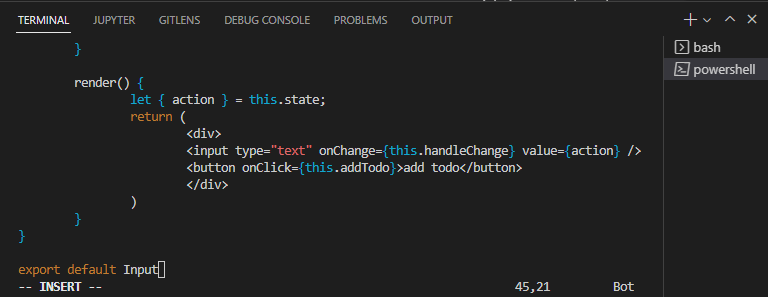 TERMINAL JUPYTER GITLENS DEBUG CONSOLE PROBLEMS OUTPUT
bash
powershell
}
render() {
let { action } = this.state;
return (
<div>
<input type="text" onChange={this.handleChange} value={action} />
<button onClick={this.addTodo}>add todo</button>
</div>
)
}
}
export default Input
-- INSERT -- 45,21 Bot